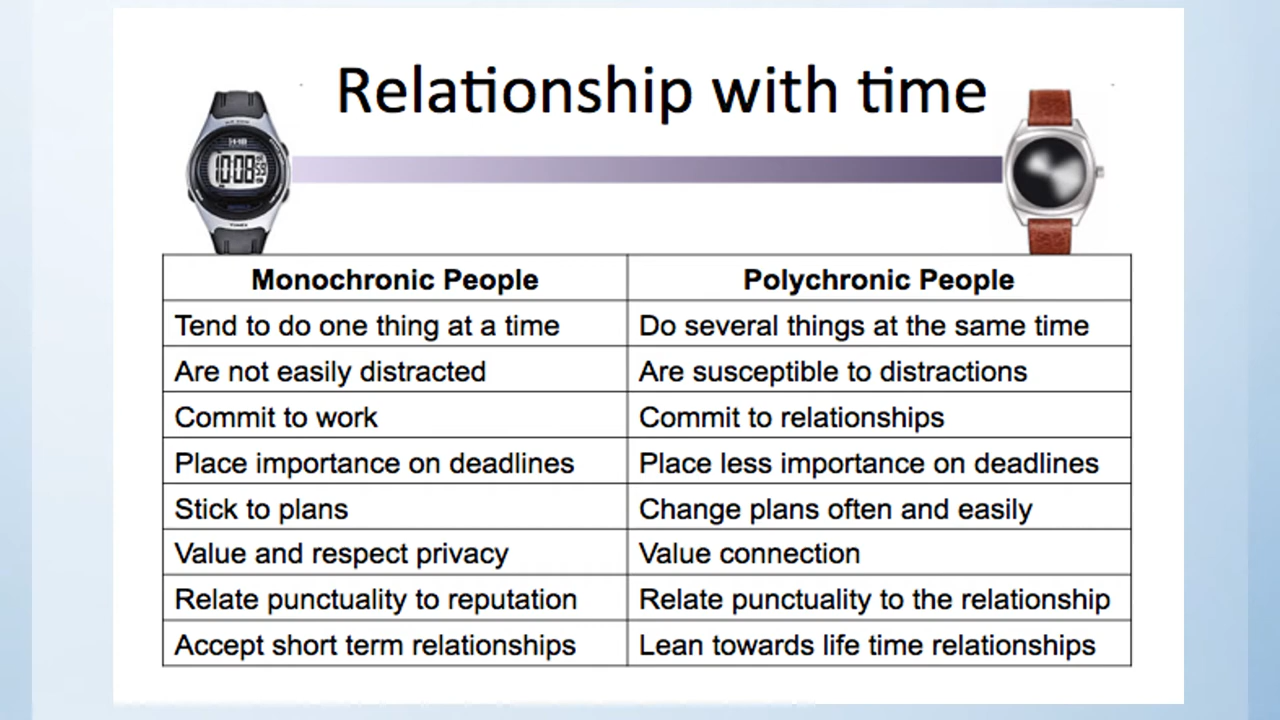 Relationship with time
10:08 59
TIMEX
Monochronic People
Polychronic People
Tend to do one thing at a time
Do several things at the same time
Are not easily distracted
Are susceptible to distractions
Commit to work
Commit to relationships
Place importance on deadlines
Place less importance on deadlines
Stick to plans
Change plans often and easily
Value and respect privacy
Value connection
Relate punctuality to reputation
Relate punctuality to the relationship
Accept short term relationships
Lean towards life time relationships